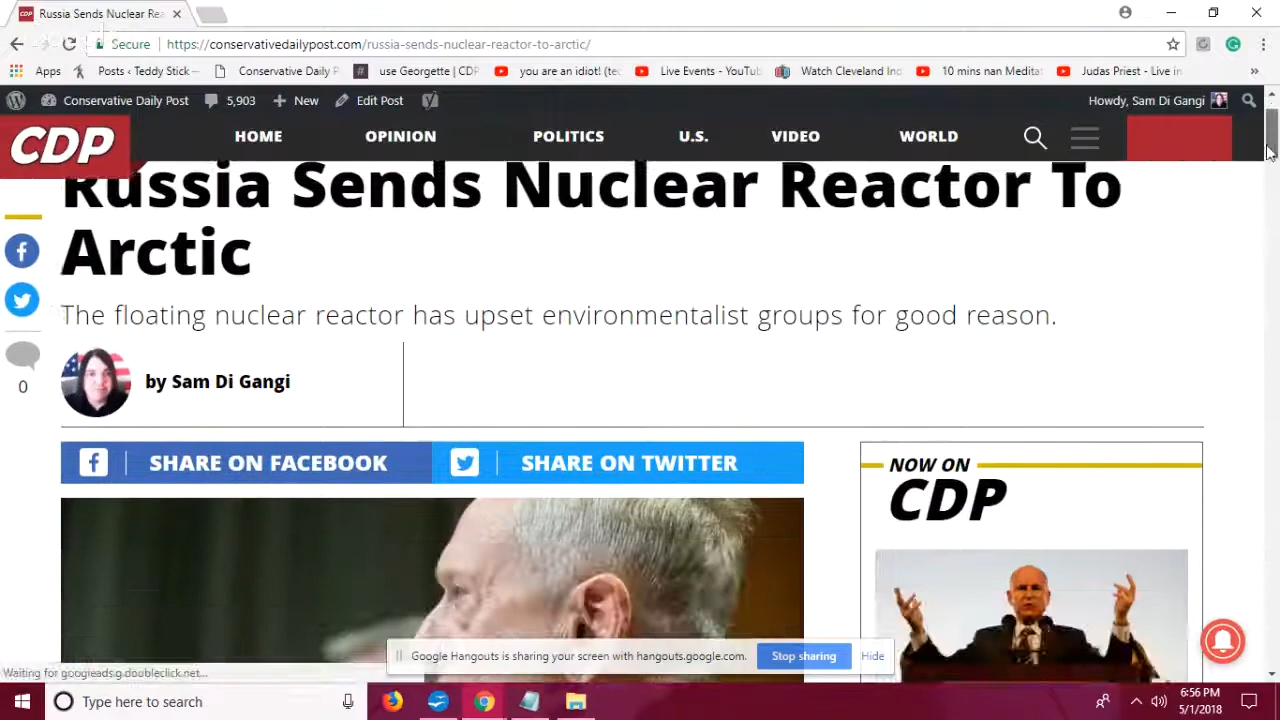 Russia Sends Nuclear Rea
Secure https://conservativedailypost.com/russia-sends-nuclear-reactor-to-arctic/
Apps Posts ‹ Teddy Stick — Conservative Daily P use Georgette | CDP you are an idiot! (tec Live Events - YouTub Watch Cleveland Ind 10 mins nan Meditat Judas Priest - Live in »
Conservative Daily Post 5,903 New Edit Post Howdy, Sam Di Gangi
CDP HOME OPINION POLITICS U.S. VIDEO WORLD
Russia Sends Nuclear Reactor To
Arctic
The floating nuclear reactor has upset environmentalist groups for good reason.
by Sam Di Gangi
0
SHARE ON FACEBOOK SHARE ON TWITTER
NOW ON
CDP
Google Hangouts is sharing your screen with hangouts.google.com. Stop sharing Hide
Waiting for googleads.g.doubleclick.net...
Type here to search
6:56 PM
5/1/2018